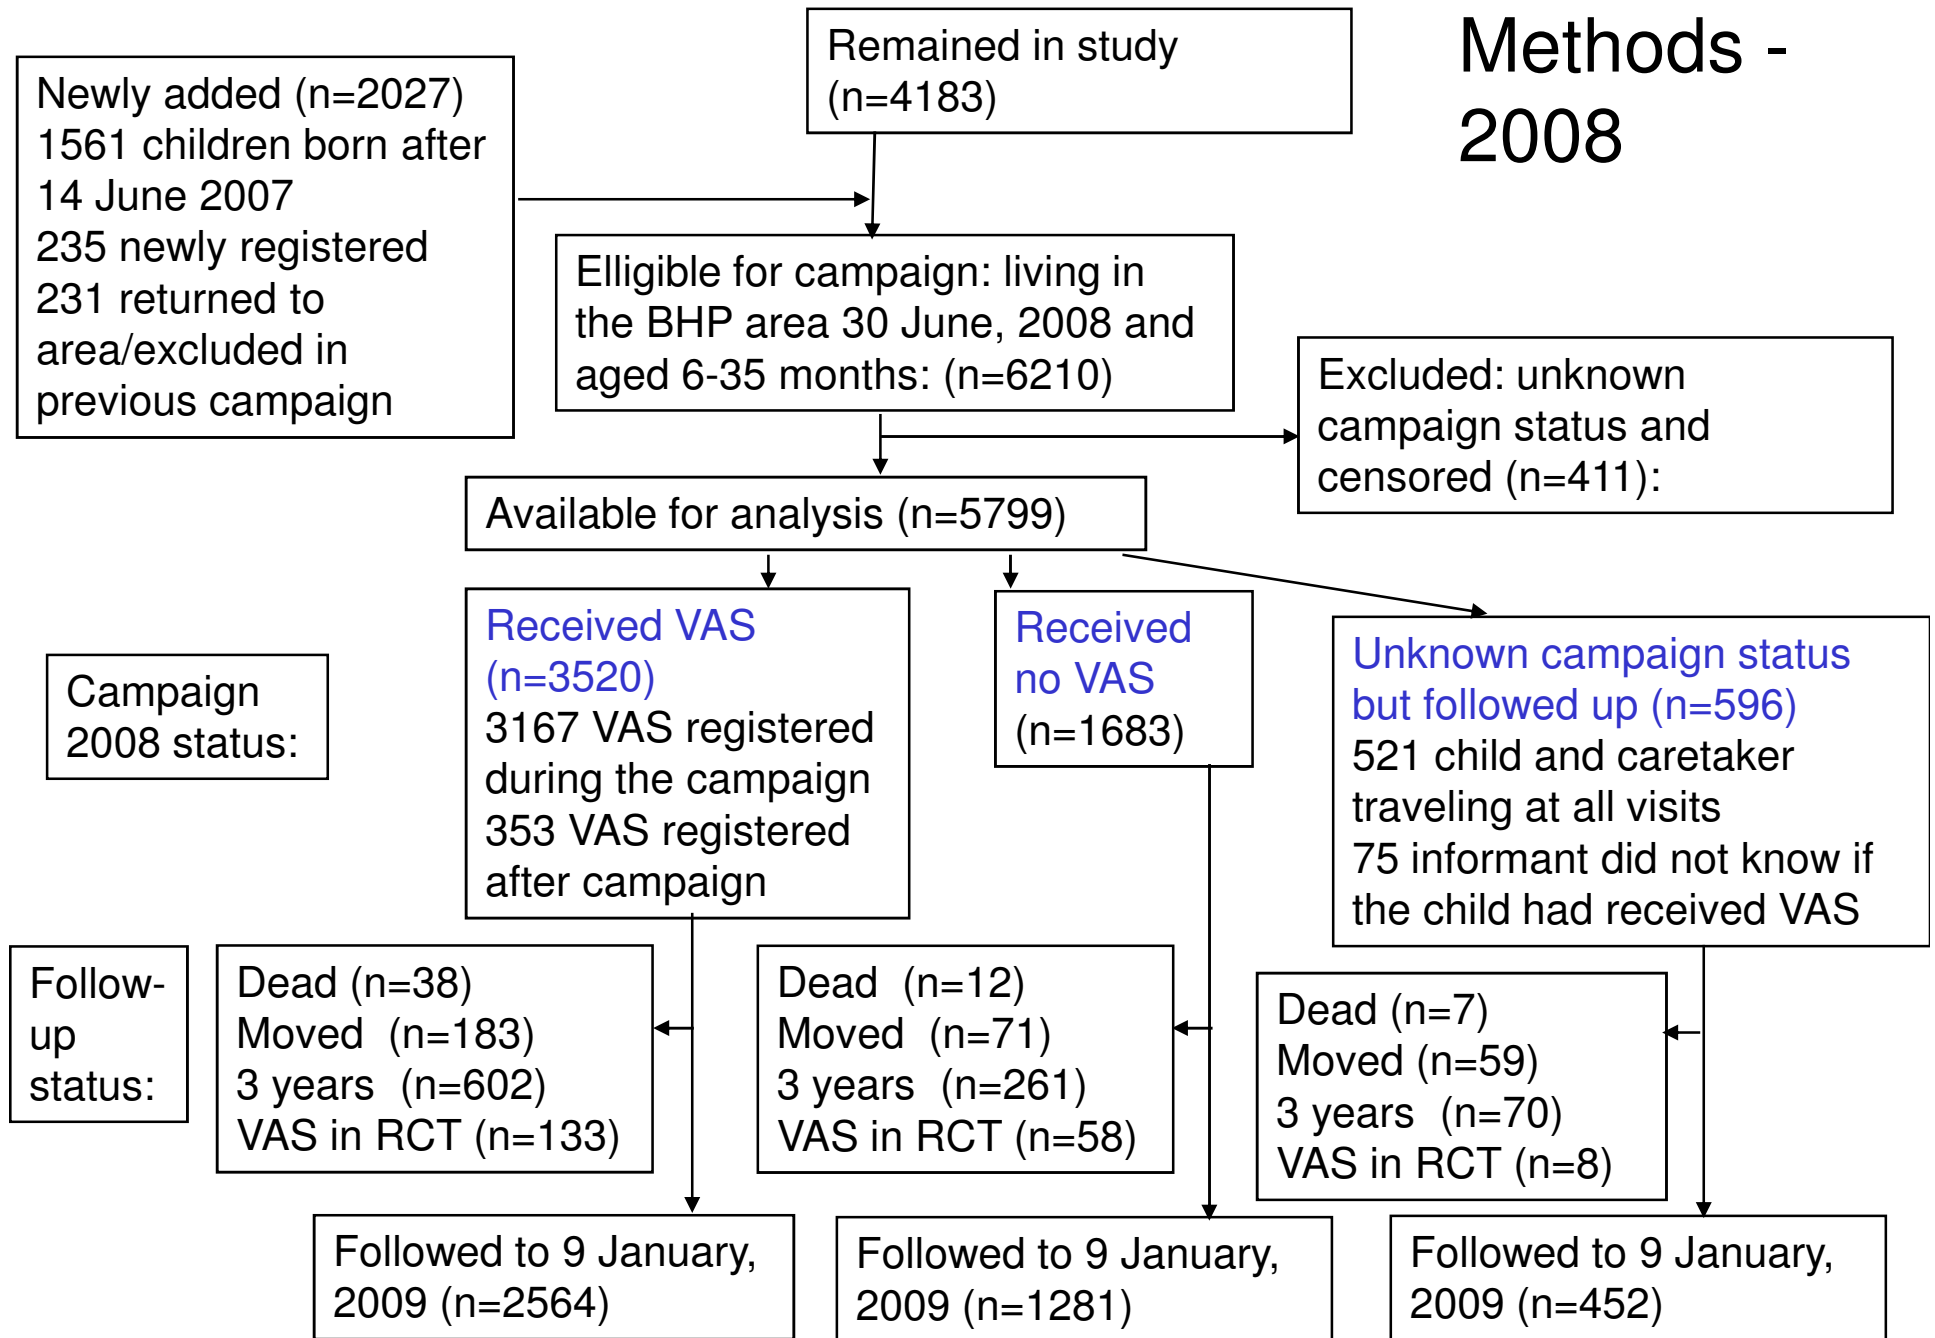 Methods -
2008
Remained in study
(n=4183)
Newly added (n=2027)
1561 children born after
14 June 2007
235 newly registered
231 returned to
area/excluded in
previous campaign
Elligible for campaign: living in
the BHP area 30 June, 2008 and
aged 6-35 months: (n=6210)
Excluded: unknown
campaign status and
censored (n=411):
Available for analysis (n=5799)
Campaign
2008 status:
Received VAS
(n=3520)
3167 VAS registered
during the campaign
353 VAS registered
after campaign
Received
no VAS
(n=1683)
Unknown campaign status
but followed up (n=596)
521 child and caretaker
traveling at all visits
75 informant did not know if
the child had received VAS
Follow-
up
status:
Dead (n=38)
Moved (n=183)
3 years (n=602)
VAS in RCT (n=133)
Dead (n=12)
Moved (n=71)
3 years (n=261)
VAS in RCT (n=58)
Dead (n=7)
Moved (n=59)
3 years (n=70)
VAS in RCT (n=8)
Followed to 9 January,
2009 (n=2564)
Followed to 9 January,
2009 (n=1281)
Followed to 9 January,
2009 (n=452)